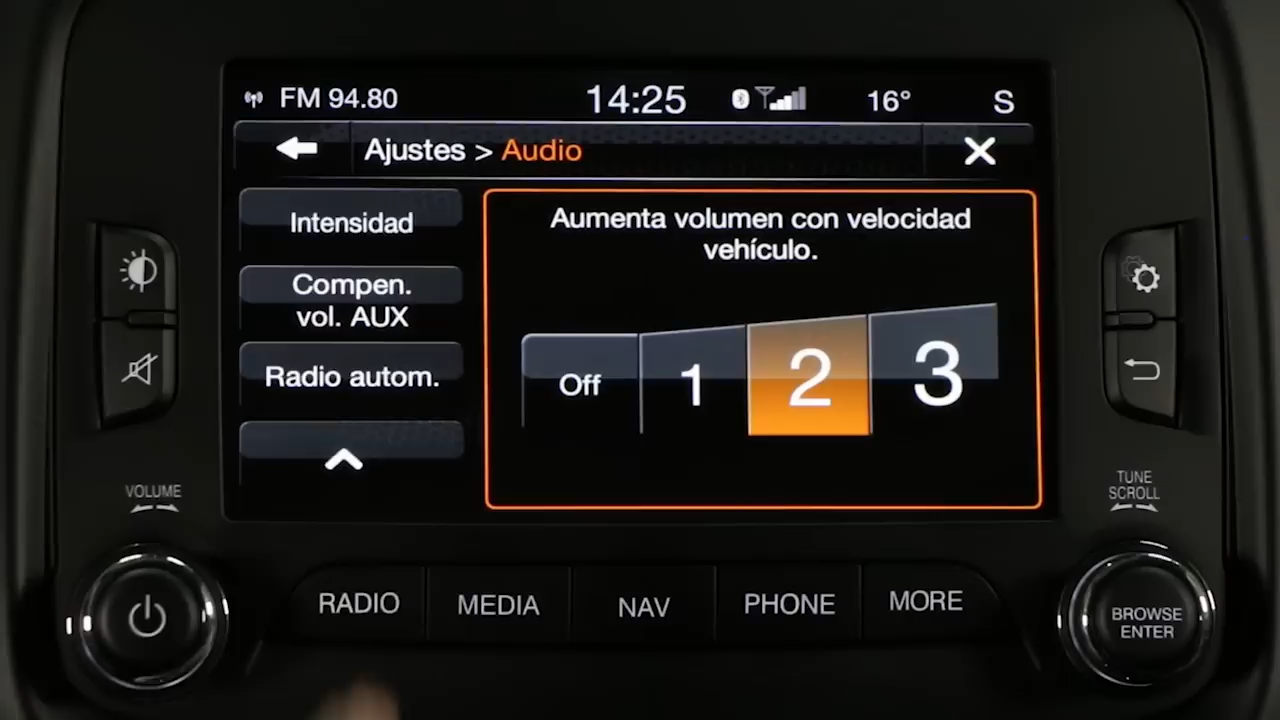 FM 94.80 14:25 16° S
Ajustes > Audio
Intensidad
Compen.
vol. AUX
Radio autom.
Aumenta volumen con velocidad
vehículo.
Off 1 2 3
VOLUME
TUNE
SCROLL
RADIO MEDIA NAV PHONE MORE
BROWSE
ENTER